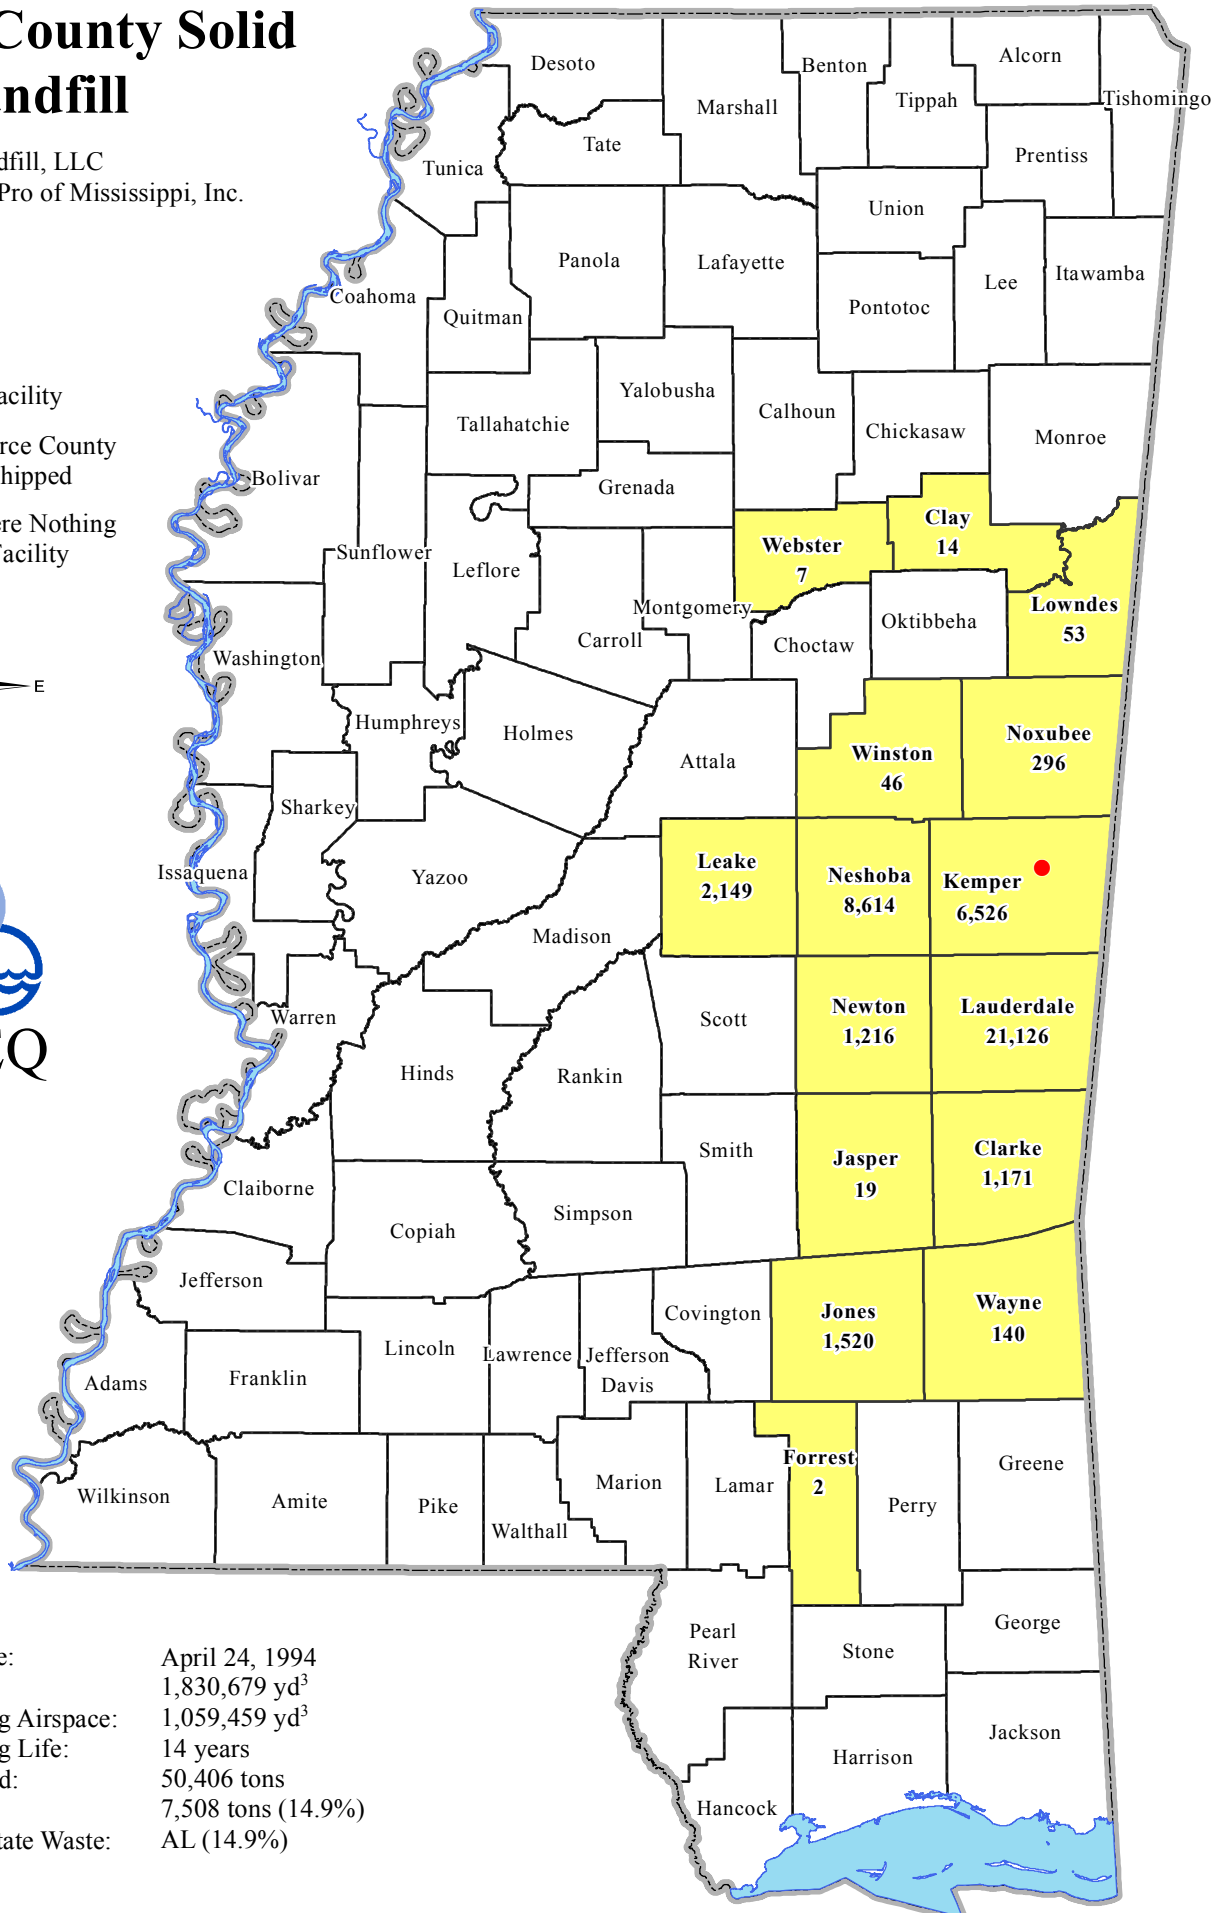 County Solid
ndfill
dfill, LLC
Pro of Mississippi, Inc.
acility
rce County
hipped
ere Nothing
Facility
E
CQ
Desoto
Benton
Alcorn
Marshall
Tippah
Tishomingo
Tate
Prentiss
Tunica
Union
Panola
Lafayette
Lee
Itawamba
Coahoma
Quitman
Pontotoc
Yalobusha
Calhoun
Tallahatchie
Chickasaw
Monroe
Bolivar
Grenada
Clay
14
Webster
7
Sunflower
Leflore
Montgomery
Lowndes
53
Carroll
Choctaw
Oktibbeha
Washington
Humphreys
Holmes
Attala
Winston
46
Noxubee
296
Sharkey
Issaquena
Yazoo
Leake
2,149
Neshoba
8,614
Kemper
6,526
Madison
Warren
Scott
Newton
1,216
Lauderdale
21,126
Hinds
Rankin
Smith
Jasper
19
Clarke
1,171
Claiborne
Copiah
Simpson
Jefferson
Covington
Jones
1,520
Wayne
140
Lincoln
Lawrence
Jefferson
Davis
Adams
Franklin
Forrest
2
Greene
Wilkinson
Amite
Pike
Walthall
Marion
Lamar
Perry
Pearl
River
Stone
George
Hancock
Harrison
Jackson
e: April 24, 1994
1,830,679 yd³
g Airspace: 1,059,459 yd³
g Life: 14 years
d: 50,406 tons
7,508 tons (14.9%)
tate Waste: AL (14.9%)